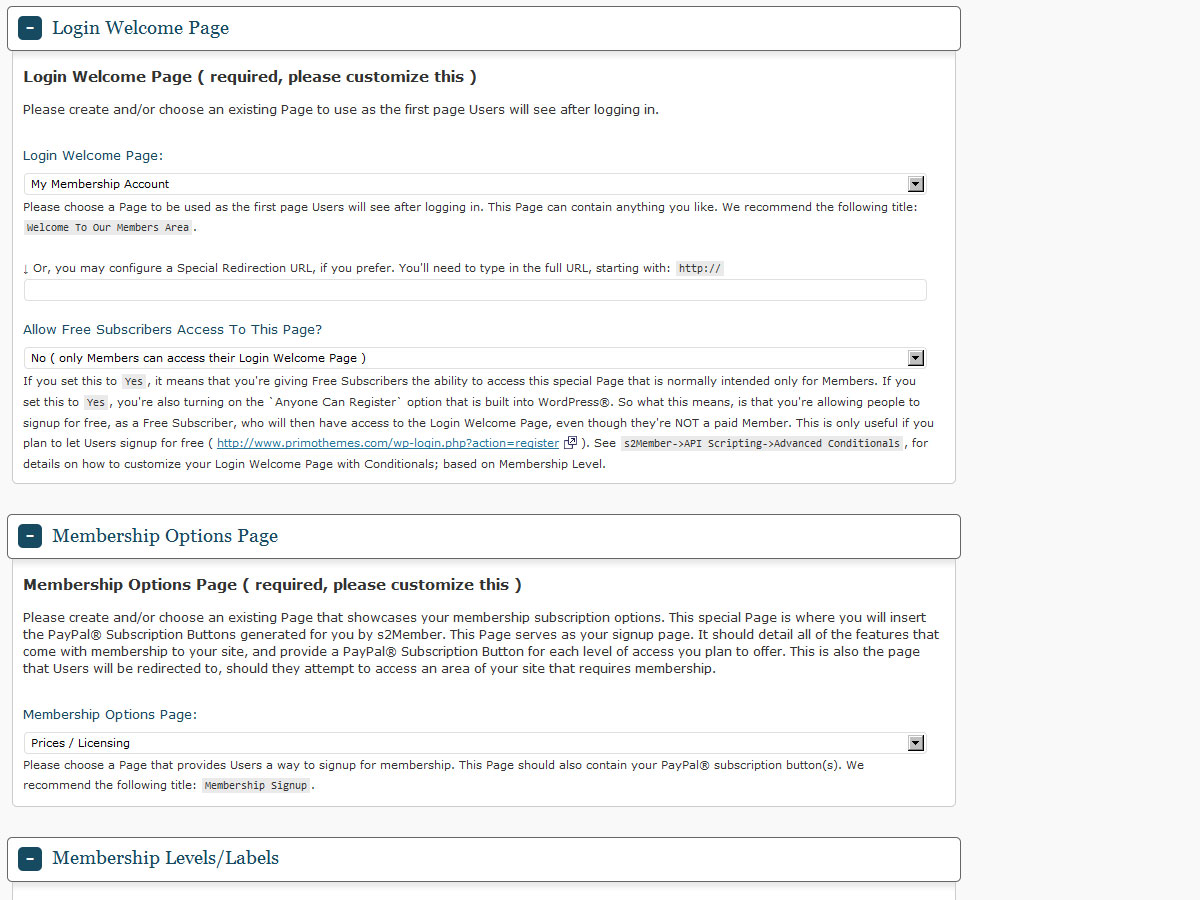 Login Welcome Page
Login Welcome Page ( required, please customize this )
Please create and/or choose an existing Page to use as the first page Users will see after logging in.
Login Welcome Page:
My Membership Account
Please choose a Page to be used as the first page Users will see after logging in. This Page can contain anything you like. We recommend the following title:
Welcome To Our Members Area .
↓ Or, you may configure a Special Redirection URL, if you prefer. You'll need to type in the full URL, starting with: http://
Allow Free Subscribers Access To This Page?
No ( only Members can access their Login Welcome Page )
If you set this to Yes , it means that you're giving Free Subscribers the ability to access this special Page that is normally intended only for Members. If you
set this to Yes , you're also turning on the `Anyone Can Register` option that is built into WordPress®. So what this means, is that you're allowing people to
signup for free, as a Free Subscriber, who will then have access to the Login Welcome Page, even though they're NOT a paid Member. This is only useful if you
plan to let Users signup for free ( http://www.primothemes.com/wp-login.php?action=register ). See s2Member->API Scripting->Advanced Conditionals , for
details on how to customize your Login Welcome Page with Conditionals; based on Membership Level.
Membership Options Page
Membership Options Page ( required, please customize this )
Please create and/or choose an existing Page that showcases your membership subscription options. This special Page is where you will insert
the PayPal® Subscription Buttons generated for you by s2Member. This Page serves as your signup page. It should detail all of the features that
come with membership to your site, and provide a PayPal® Subscription Button for each level of access you plan to offer. This is also the page
that Users will be redirected to, should they attempt to access an area of your site that requires membership.
Membership Options Page:
Prices / Licensing
Please choose a Page that provides Users a way to signup for membership. This Page should also contain your PayPal® subscription button(s). We
recommend the following title: Membership Signup .
Membership Levels/Labels